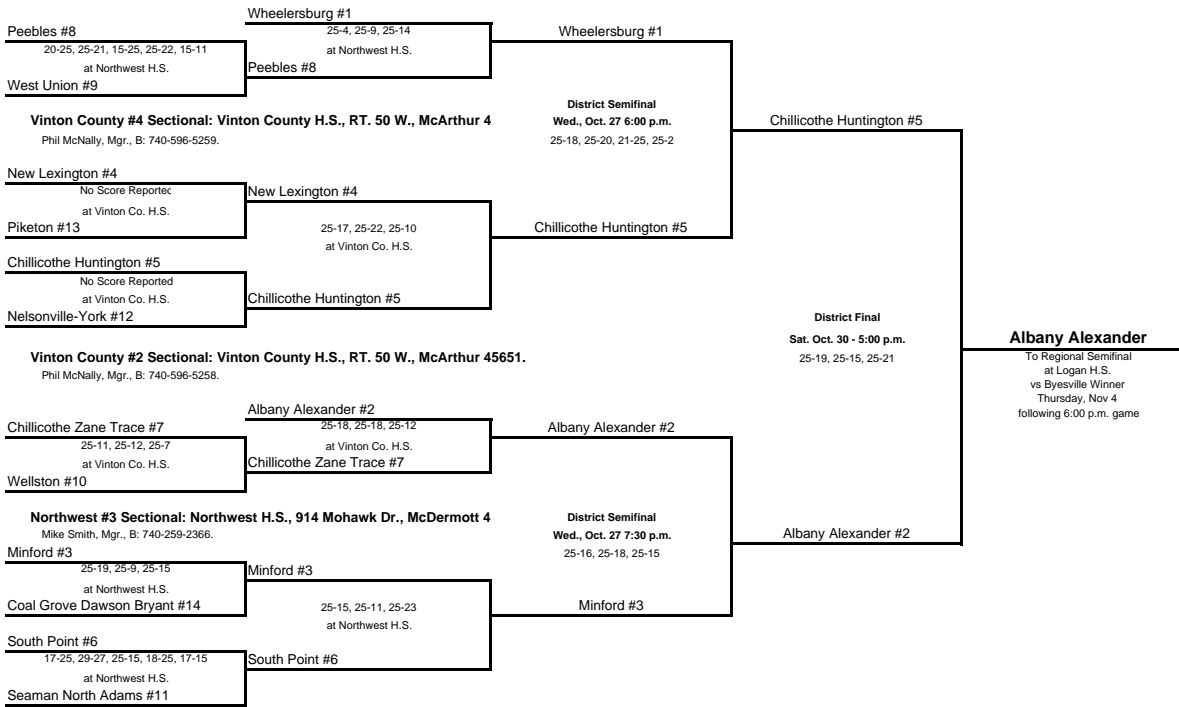 Wheelersburg #1
Peebles #8
25-4, 25-9, 25-14
Wheelersburg #1
20-25, 25-21, 15-25, 25-22, 15-11
at Northwest H.S.
at Northwest H.S.
Peebles #8
West Union #9
District Semifinal
Vinton County #4 Sectional: Vinton County H.S., RT. 50 W., McArthur 4
Wed., Oct. 27 6:00 p.m.
Chillicothe Huntington #5
Phil McNally, Mgr., B: 740-596-5259.
25-18, 25-20, 21-25, 25-2
New Lexington #4
No Score Reported
New Lexington #4
at Vinton Co. H.S.
Piketon #13
25-17, 25-22, 25-10
Chillicothe Huntington #5
at Vinton Co. H.S.
Chillicothe Huntington #5
No Score Reported
at Vinton Co. H.S.
Chillicothe Huntington #5
Nelsonville-York #12
District Final
Sat. Oct. 30 - 5:00 p.m.
Albany Alexander
Vinton County #2 Sectional: Vinton County H.S., RT. 50 W., McArthur 45651.
25-19, 25-15, 25-21
To Regional Semifinal
Phil McNally, Mgr., B: 740-596-5258.
at Logan H.S.
vs Byesville Winner
Thursday, Nov 4
following 6:00 p.m. game
Albany Alexander #2
Chillicothe Zane Trace #7
25-18, 25-18, 25-12
Albany Alexander #2
25-11, 25-12, 25-7
at Vinton Co. H.S.
at Vinton Co. H.S.
Chillicothe Zane Trace #7
Wellston #10
Northwest #3 Sectional: Northwest H.S., 914 Mohawk Dr., McDermott 4
District Semifinal
Mike Smith, Mgr., B: 740-259-2366.
Wed., Oct. 27 7:30 p.m.
Albany Alexander #2
Minford #3
25-16, 25-18, 25-15
25-19, 25-9, 25-15
Minford #3
at Northwest H.S.
Coal Grove Dawson Bryant #14
25-15, 25-11, 25-23
Minford #3
at Northwest H.S.
South Point #6
17-25, 29-27, 25-15, 18-25, 17-15
South Point #6
at Northwest H.S.
Seaman North Adams #11